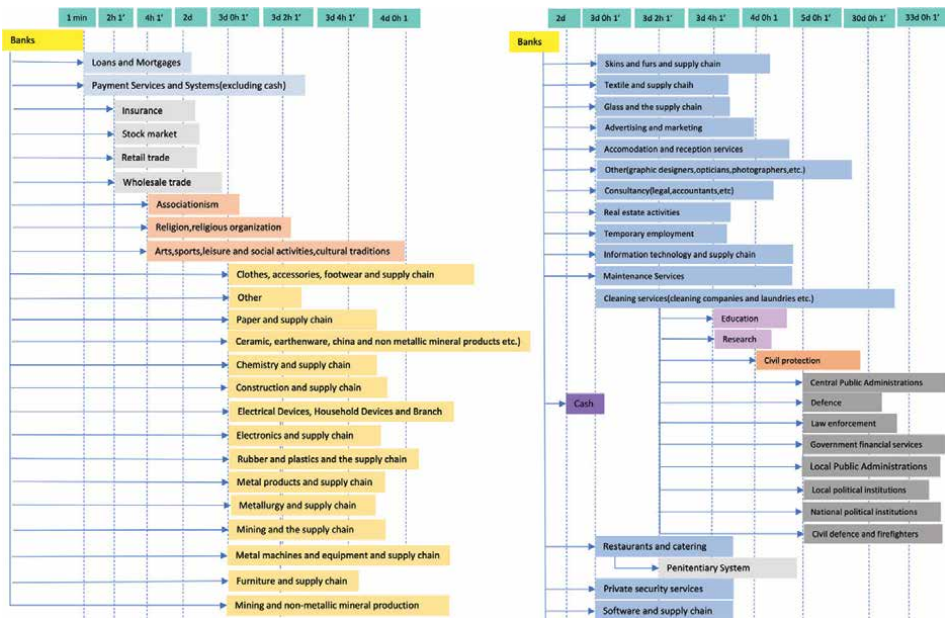 1 min 2h 1' 4h 1' 2d 3d 0h 1' 3d 2h 1' 3d 4h 1' 4d 0h 1
Banks
Loans and Mortgages
Payment Services and Systems(excluding cash)
Insurance
Stock market
Retail trade
Wholesale trade
Associationism
Religion,religious organization
Arts,sports,leisure and social activities,cultural traditions
Clothes, accessories, footwear and supply chain
Other
Paper and supply chain
Ceramic, earthenware, china and non metallic mineral products etc.)
Chemistry and supply chain
Construction and supply chain
Electrical Devices, Household Devices and Branch
Electronics and supply chain
Rubber and plastics and the supply chain
Metal products and supply chain
Metallurgy and supply chain
Mining and the supply chain
Metal machines and equipment and supply chain
Furniture and supply chain
Mining and non-metallic mineral production
2d 3d 0h 1' 3d 2h 1' 3d 4h 1' 4d 0h 1 5d 0h 1' 30d 0h 1' 33d 0h 1'
Banks
Skins and furs and supply chain
Textile and supply chaih
Glass and the supply chain
Advertising and marketing
Accomodation and reception services
Other(graphic designers,opticians,photographers,etc.)
Consultancy(legal,accountants,etc)
Real estate activities
Temporary employment
Information technology and supply chain
Maintenance Services
Cleaning services(cleaning companies and laundries etc.)
Education
Research
Civil protection
Central Public Administrations
Cash
Defence
Law enforcement
Government financial services
Local Public Administrations
Local political institutions
National political institutions
Civil defence and firefighters
Restaurants and catering
Penitentiary System
Private security services
Software and supply chain